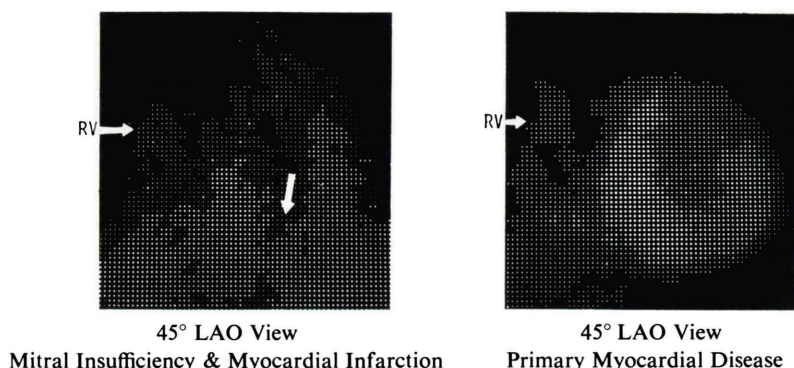 RV
RV
45° LAO View
Mitral Insufficiency & Myocardial Infarction
45° LAO View
Primary Myocardial Disease